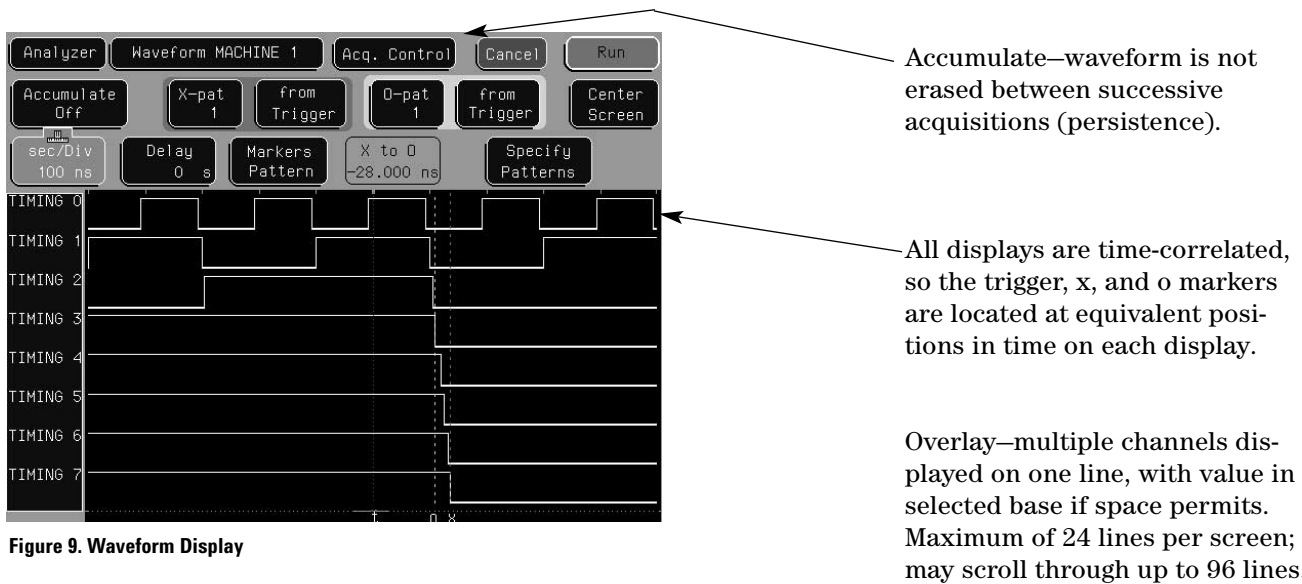 Analyzer Waveform MACHINE 1 Acq. Control Cancel Run
Accumulate Off X-pat 1 from Trigger O-pat 1 from Trigger Center Screen
sec/Div 100 ns Delay 0 s Markers Pattern X to O -28.000 ns Specify Patterns
TIMING 0
TIMING 1
TIMING 2
TIMING 3
TIMING 4
TIMING 5
TIMING 6
TIMING 7
t O X
Figure 9. Waveform Display
Accumulate—waveform is not
erased between successive
acquisitions (persistence).
All displays are time-correlated,
so the trigger, x, and o markers
are located at equivalent posi-
tions in time on each display.
Overlay—multiple channels dis-
played on one line, with value in
selected base if space permits.
Maximum of 24 lines per screen;
may scroll through up to 96 lines